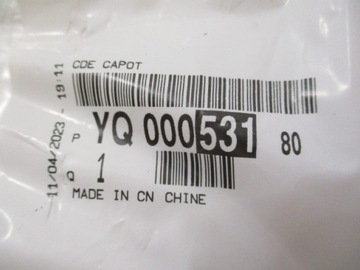 CDE CAPOT
11/04/2023 - 19:11
P YQ 000531 80
Q 1
MADE IN CN CHINE